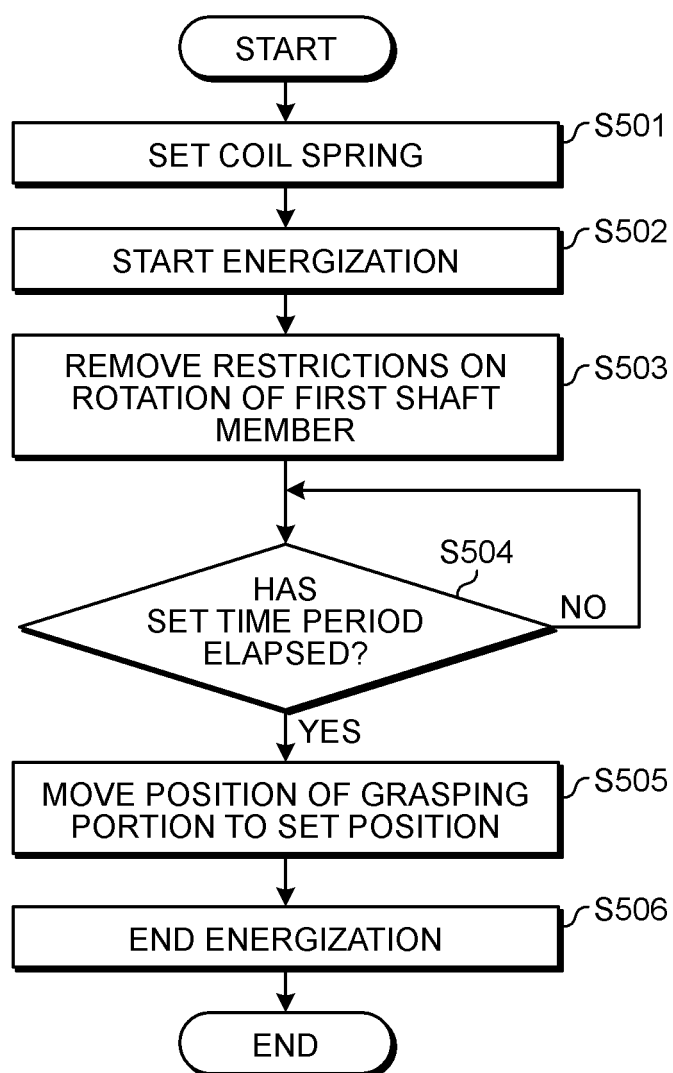 START
SET COIL SPRING
S501
START ENERGIZATION
S502
REMOVE RESTRICTIONS ON
ROTATION OF FIRST SHAFT
MEMBER
S503
S504
HAS
SET TIME PERIOD
ELAPSED?
NO
YES
MOVE POSITION OF GRASPING
PORTION TO SET POSITION
S505
END ENERGIZATION
S506
END